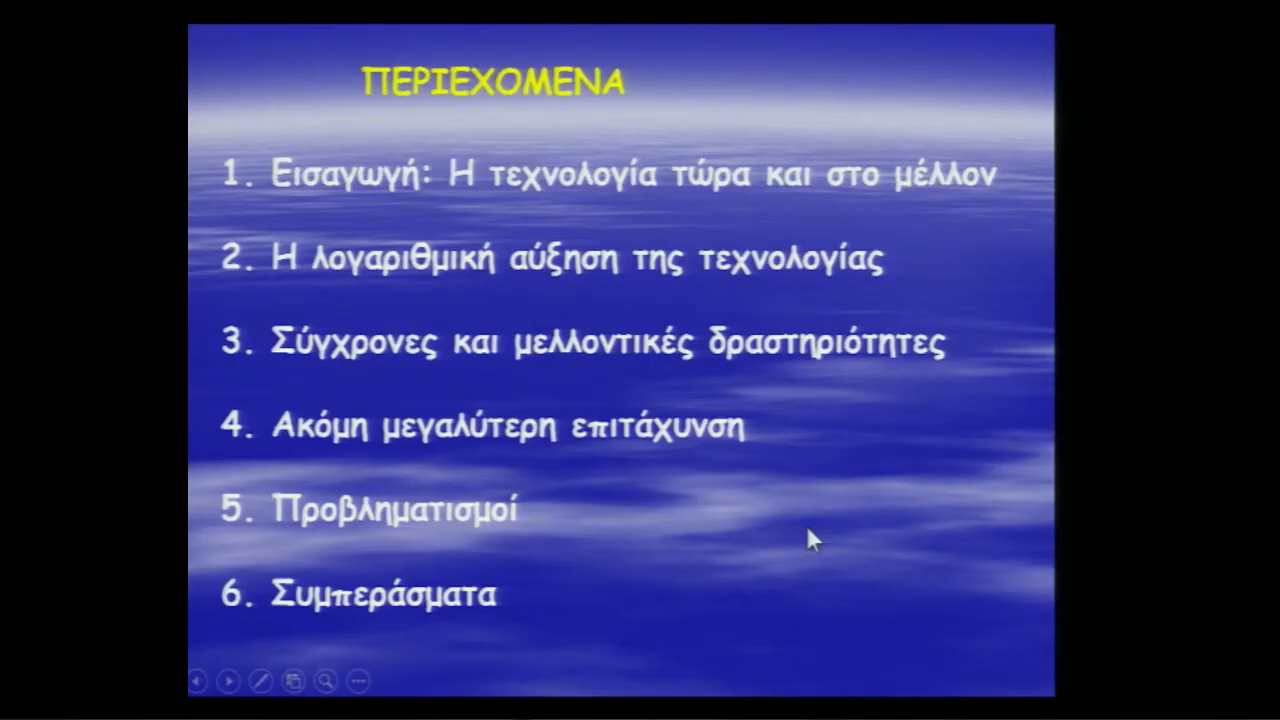 ΠΕΡΙΕΧΟΜΕΝΑ
1. Εισαγωγή: Η τεχνολογία τώρα και στο μέλλον
2. Η λογαριθμική αύξηση της τεχνολογίας
3. Σύγχρονες και μελλοντικές δραστηριότητες
4. Ακόμη μεγαλύτερη επιτάχυνση
5. Προβληματισμοί
6. Συμπεράσματα